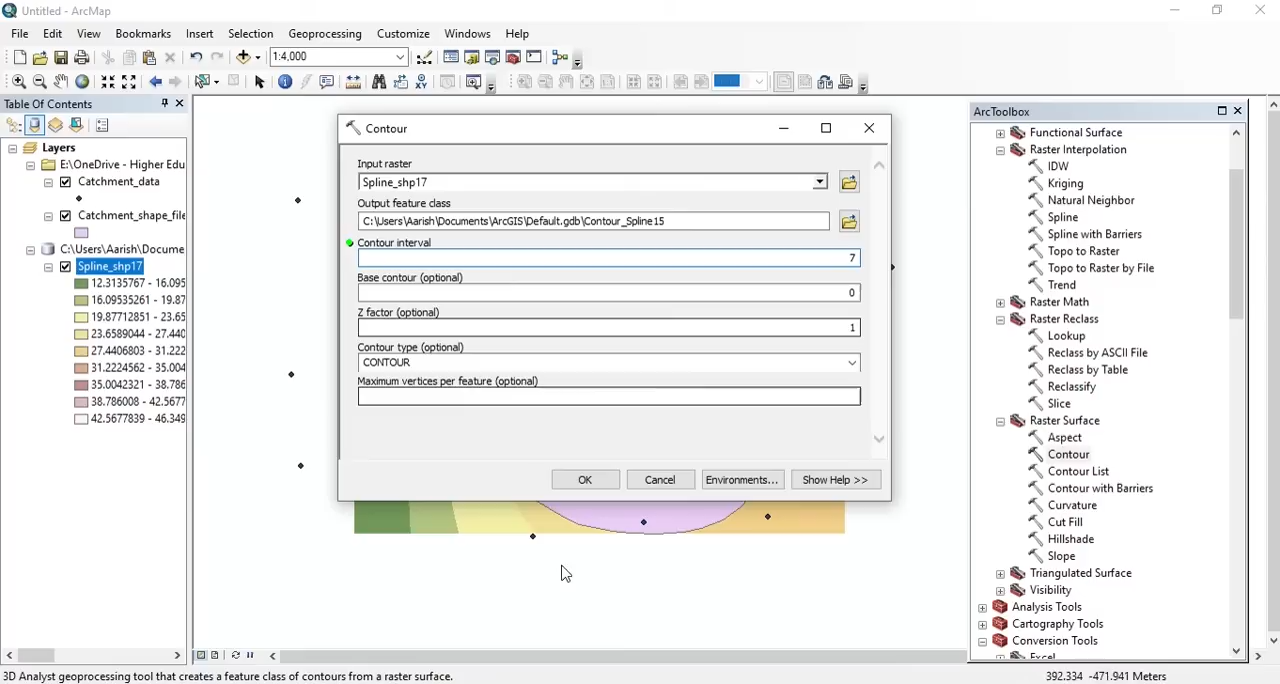 Untitled - ArcMap
File Edit View Bookmarks Insert Selection Geoprocessing Customize Windows Help
1:4,000
Table Of Contents
Layers
E:\OneDrive - Higher Edu
Catchment_data
Catchment_shape_file
C:\Users\Aarish\Docume
Spline_shp17
12.3135767 - 16.095
16.09535261 - 19.87
19.87712851 - 23.65
23.6589044 - 27.440
27.4406803 - 31.222
31.2224562 - 35.004
35.0042321 - 38.786
38.786008 - 42.5677
42.5677839 - 46.349
Contour
Input raster
Spline_shp17
Output feature class
C:\Users\Aarish\Documents\ArcGIS\Default.gdb\Contour_Spline15
Contour interval
7
Base contour (optional)
0
Z factor (optional)
1
Contour type (optional)
CONTOUR
Maximum vertices per feature (optional)
OK Cancel Environments... Show Help >>
ArcToolbox
Functional Surface
Raster Interpolation
IDW
Kriging
Natural Neighbor
Spline
Spline with Barriers
Topo to Raster
Topo to Raster by File
Trend
Raster Math
Raster Reclass
Lookup
Reclass by ASCII File
Reclass by Table
Reclassify
Slice
Raster Surface
Aspect
Contour
Contour List
Contour with Barriers
Curvature
Cut Fill
Hillshade
Slope
Triangulated Surface
Visibility
Analysis Tools
Cartography Tools
Conversion Tools
Excel
3D Analyst geoprocessing tool that creates a feature class of contours from a raster surface.
392.334 -471.941 Meters